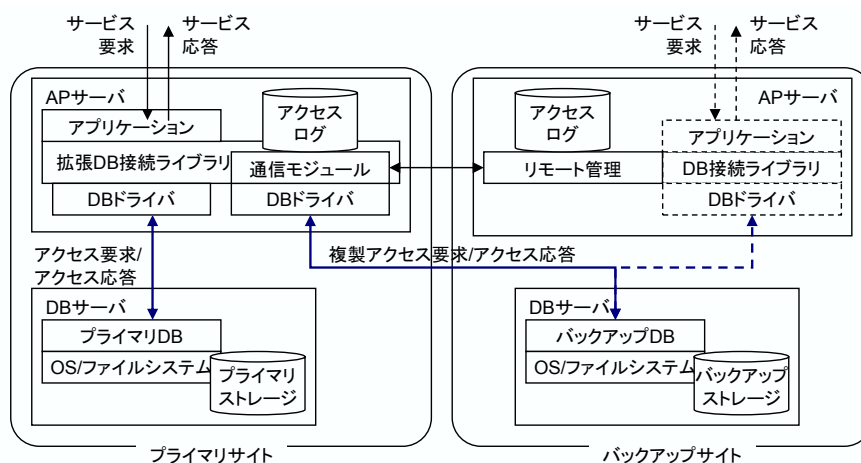 サービス
要求
サービス
応答
サービス
要求
サービス
応答
APサーバ
アプリケーション
アクセス
ログ
拡張DB接続ライブラリ
通信モジュール
DBドライバ
DBドライバ
APサーバ
アクセス
ログ
アプリケーション
リモート管理
DB接続ライブラリ
DBドライバ
アクセス要求/
アクセス応答
複製アクセス要求/アクセス応答
DBサーバ
プライマリDB
OS/ファイルシステム
プライマリ
ストレージ
DBサーバ
バックアップDB
OS/ファイルシステム
バックアップ
ストレージ
プライマリサイト
バックアップサイト